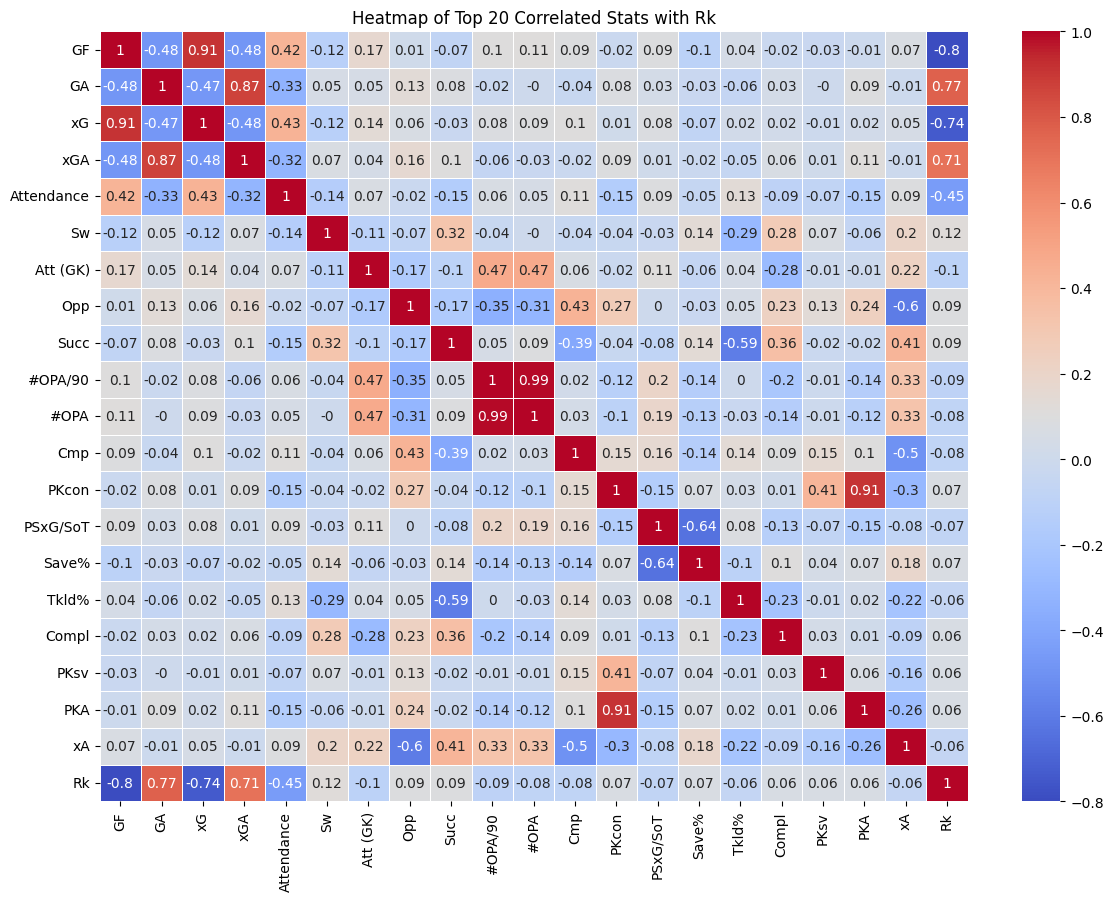 Heatmap of Top 20 Correlated Stats with Rk
GF 1 -0.48 0.91 -0.48 0.42 -0.12 0.17 0.01 -0.07 0.1 0.11 0.09 -0.02 0.09 -0.1 0.04 -0.02 -0.03 -0.01 0.07 -0.8
GA -0.48 1 -0.47 0.87 -0.33 0.05 0.05 0.13 0.08 -0.02 -0 -0.04 0.08 0.03 -0.03 -0.06 0.03 -0 0.09 -0.01 0.77
xG 0.91 -0.47 1 -0.48 0.43 -0.12 0.14 0.06 -0.03 0.08 0.09 0.1 0.01 0.08 -0.07 0.02 0.02 -0.01 0.02 0.05 -0.74
xGA -0.48 0.87 -0.48 1 -0.32 0.07 0.04 0.16 0.1 -0.06 -0.03 -0.02 0.09 0.01 -0.02 -0.05 0.06 0.01 0.11 -0.01 0.71
Attendance 0.42 -0.33 0.43 -0.32 1 -0.14 0.07 -0.02 -0.15 0.06 0.05 0.11 -0.15 0.09 -0.05 0.13 -0.09 -0.07 -0.15 0.09 -0.45
Sw -0.12 0.05 -0.12 0.07 -0.14 1 -0.11 -0.07 0.32 -0.04 -0 -0.04 -0.04 -0.03 0.14 -0.29 0.28 0.07 -0.06 0.2 0.12
Att (GK) 0.17 0.05 0.14 0.04 0.07 -0.11 1 -0.17 -0.1 0.47 0.47 0.06 -0.02 0.11 -0.06 0.04 -0.28 -0.01 -0.01 0.22 -0.1
Opp 0.01 0.13 0.06 0.16 -0.02 -0.07 -0.17 1 -0.17 -0.35 -0.31 0.43 0.27 0 -0.03 0.05 0.23 0.13 0.24 -0.6 0.09
Succ -0.07 0.08 -0.03 0.1 -0.15 0.32 -0.1 -0.17 1 0.05 0.09 -0.39 -0.04 -0.08 0.14 -0.59 0.36 -0.02 -0.02 0.41 0.09
#OPA/90 0.1 -0.02 0.08 -0.06 0.06 -0.04 0.47 -0.35 0.05 1 0.99 0.02 -0.12 0.2 -0.14 0 -0.2 -0.01 -0.14 0.33 -0.09
#OPA 0.11 -0 0.09 -0.03 0.05 -0 0.47 -0.31 0.09 0.99 1 0.03 -0.1 0.19 -0.13 -0.03 -0.14 -0.01 -0.12 0.33 -0.08
Cmp 0.09 -0.04 0.1 -0.02 0.11 -0.04 0.06 0.43 -0.39 0.02 0.03 1 0.15 0.16 -0.14 0.14 0.09 0.15 0.1 -0.5 -0.08
PKcon -0.02 0.08 0.01 0.09 -0.15 -0.04 -0.02 0.27 -0.04 -0.12 -0.1 0.15 1 -0.15 0.07 0.03 0.01 0.41 0.91 -0.3 0.07
PSxG/SoT 0.09 0.03 0.08 0.01 0.09 -0.03 0.11 0 -0.08 0.2 0.19 0.16 -0.15 1 -0.64 0.08 -0.13 -0.07 -0.15 -0.08 -0.07
Save% -0.1 -0.03 -0.07 -0.02 -0.05 0.14 -0.06 -0.03 0.14 -0.14 -0.13 -0.14 0.07 -0.64 1 -0.1 0.1 0.04 0.07 0.18 0.07
Tkld% 0.04 -0.06 0.02 -0.05 0.13 -0.29 0.04 0.05 -0.59 0 -0.03 0.14 0.03 0.08 -0.1 1 -0.23 -0.01 0.02 -0.22 -0.06
Compl -0.02 0.03 0.02 0.06 -0.09 0.28 -0.28 0.23 0.36 -0.2 -0.14 0.09 0.01 -0.13 0.1 -0.23 1 0.03 0.01 -0.09 0.06
PKsv -0.03 -0 -0.01 0.01 -0.07 0.07 -0.01 0.13 -0.02 -0.01 -0.01 0.15 0.41 -0.07 0.04 -0.01 0.03 1 0.06 -0.16 0.06
PKA -0.01 0.09 0.02 0.11 -0.15 -0.06 -0.01 0.24 -0.02 -0.14 -0.12 0.1 0.91 -0.15 0.07 0.02 0.01 0.06 1 -0.26 0.06
xA 0.07 -0.01 0.05 -0.01 0.09 0.2 0.22 -0.6 0.41 0.33 0.33 -0.5 -0.3 -0.08 0.18 -0.22 -0.09 -0.16 -0.26 1 -0.06
Rk -0.8 0.77 -0.74 0.71 -0.45 0.12 -0.1 0.09 0.09 -0.09 -0.08 -0.08 0.07 -0.07 0.07 -0.06 0.06 0.06 0.06 -0.06 1
GF GA xG xGA Attendance Sw Att (GK) Opp Succ #OPA/90 #OPA Cmp PKcon PSxG/SoT Save% Tkld% Compl PKsv PKA xA Rk
1.0
0.8
0.6
0.4
0.2
0.0
−0.2
−0.4
−0.6
−0.8